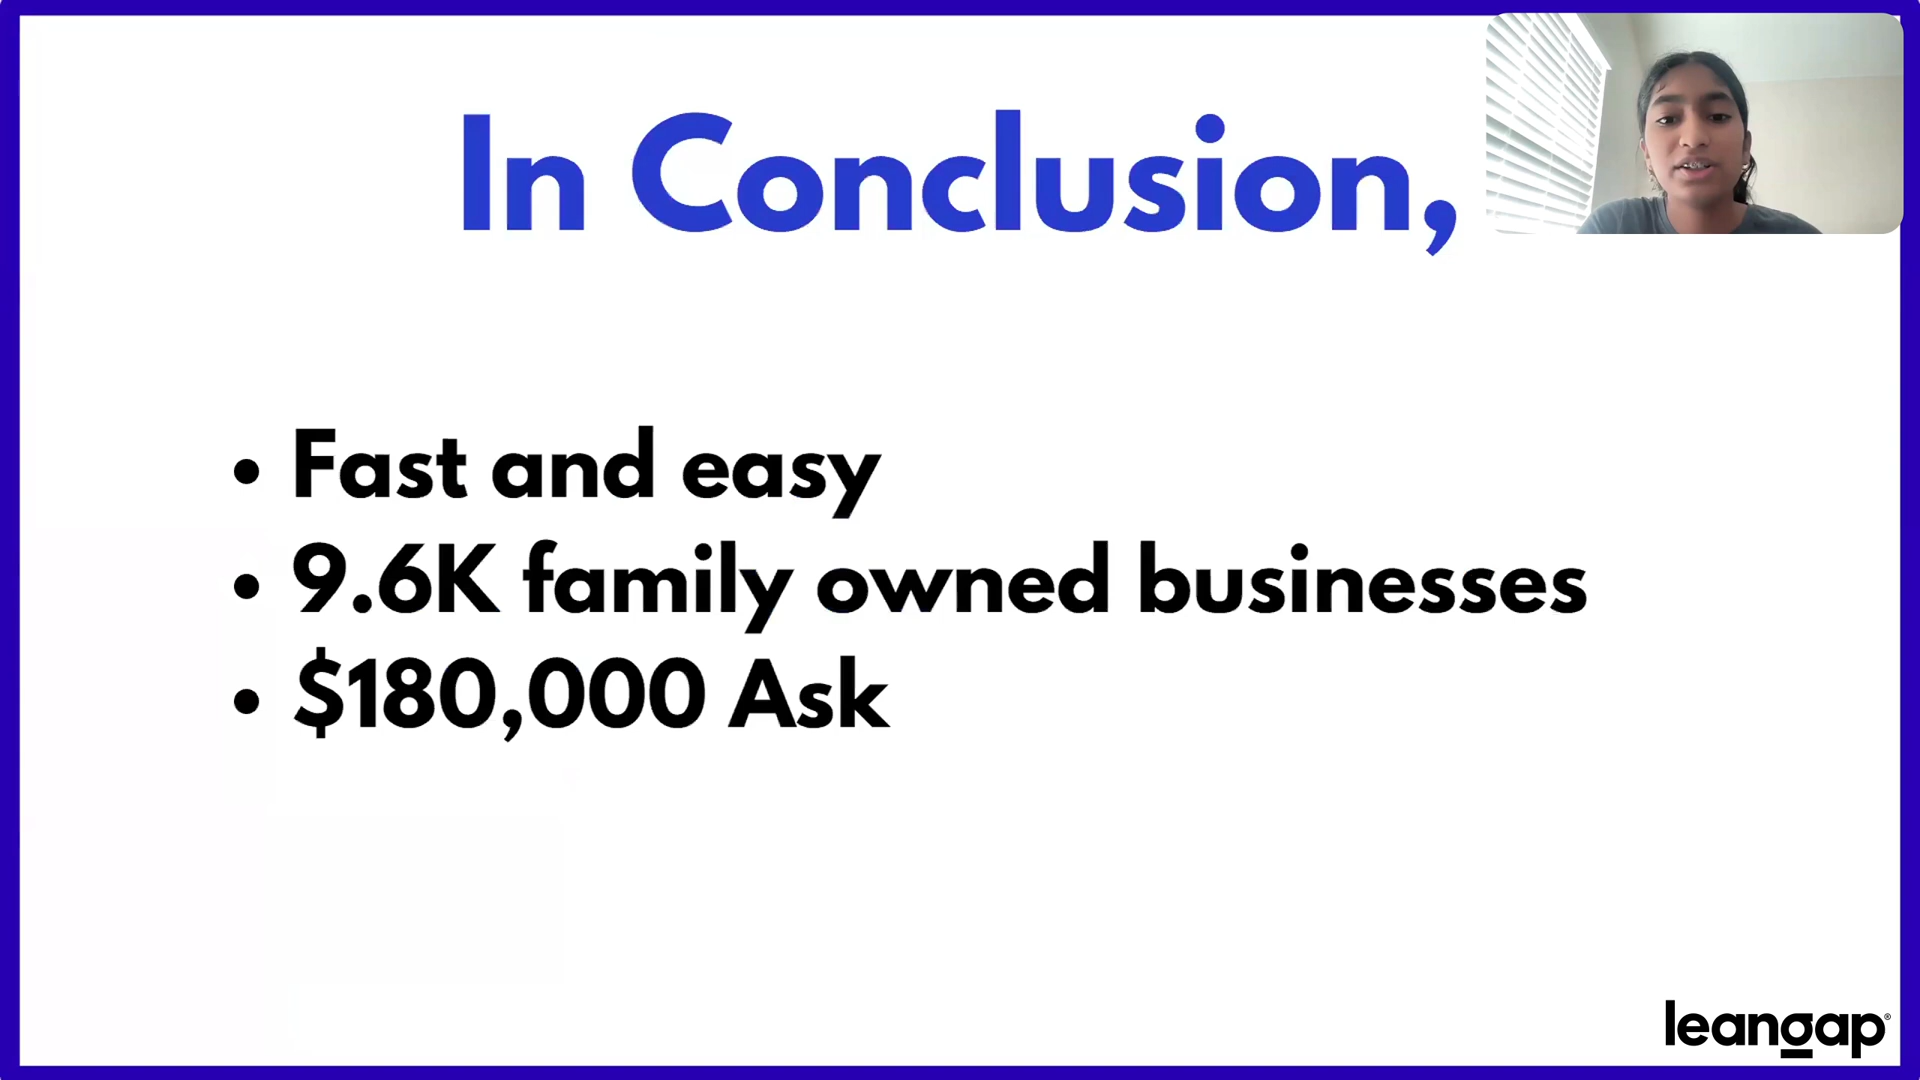 In Conclusion,
• Fast and easy
• 9.6K family owned businesses
• $180,000 Ask
leangap®